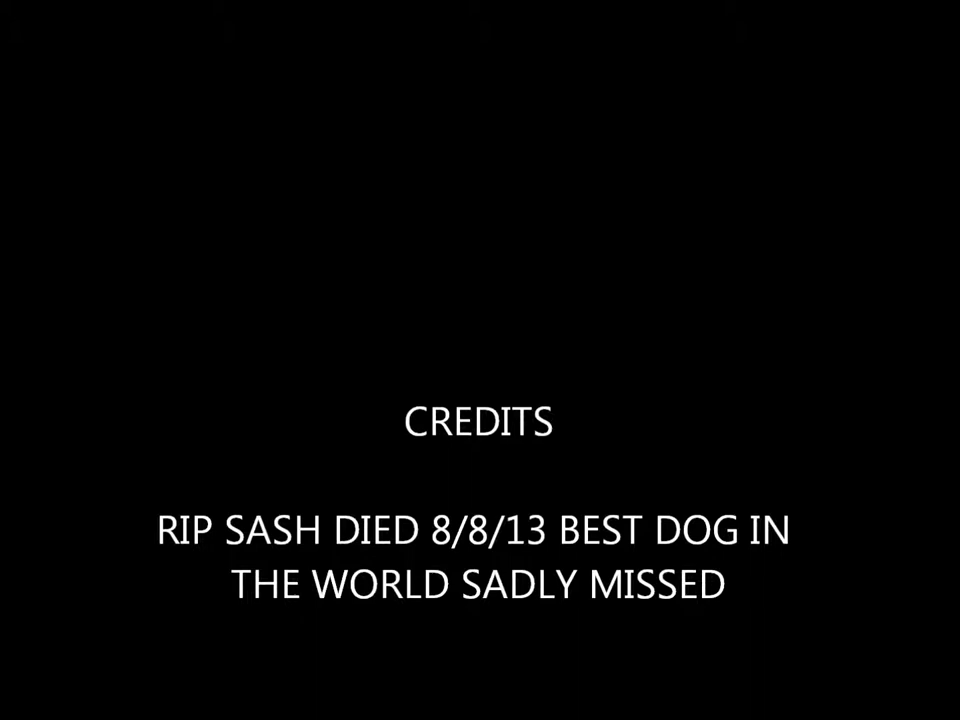 CREDITS
RIP SASH DIED 8/8/13 BEST DOG IN
THE WORLD SADLY MISSED